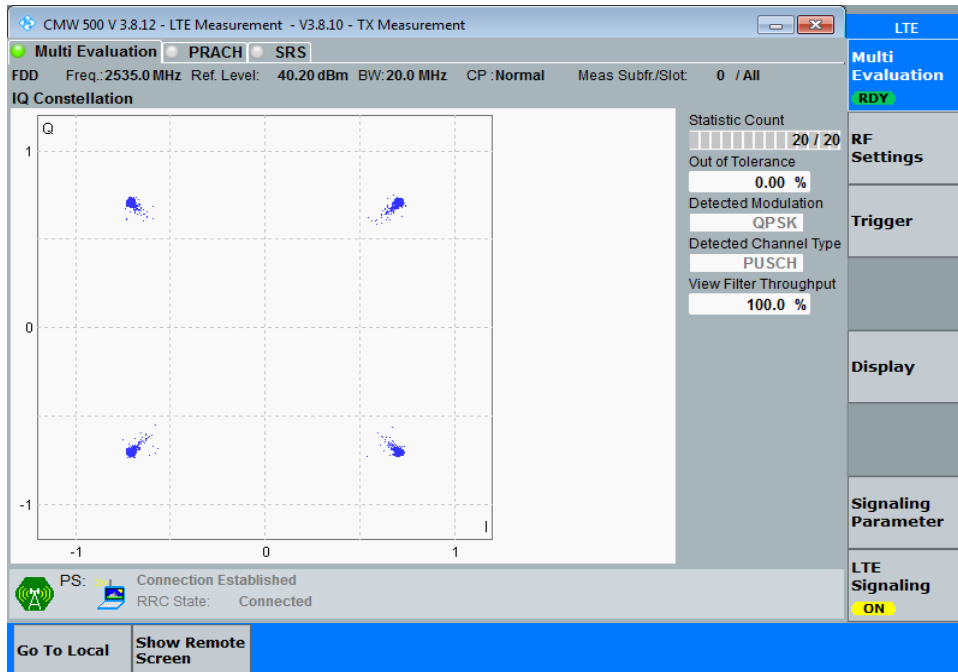 CMW 500 V 3.8.12 - LTE Measurement - V3.8.10 - TX Measurement
LTE
Multi Evaluation PRACH SRS
FDD Freq.:2535.0 MHz Ref. Level: 40.20 dBm BW:20.0 MHz CP :Normal Meas Subfr./Slot: 0 / All
IQ Constellation
Q
1
0
-1
-1 0 1
I
Statistic Count
20 / 20
Out of Tolerance
0.00 %
Detected Modulation
QPSK
Detected Channel Type
PUSCH
View Filter Throughput
100.0 %
Multi
Evaluation
RDY
RF
Settings
Trigger
Display
Signaling
Parameter
LTE
Signaling
ON
PS: Connection Established
RRC State: Connected
Go To Local
Show Remote
Screen